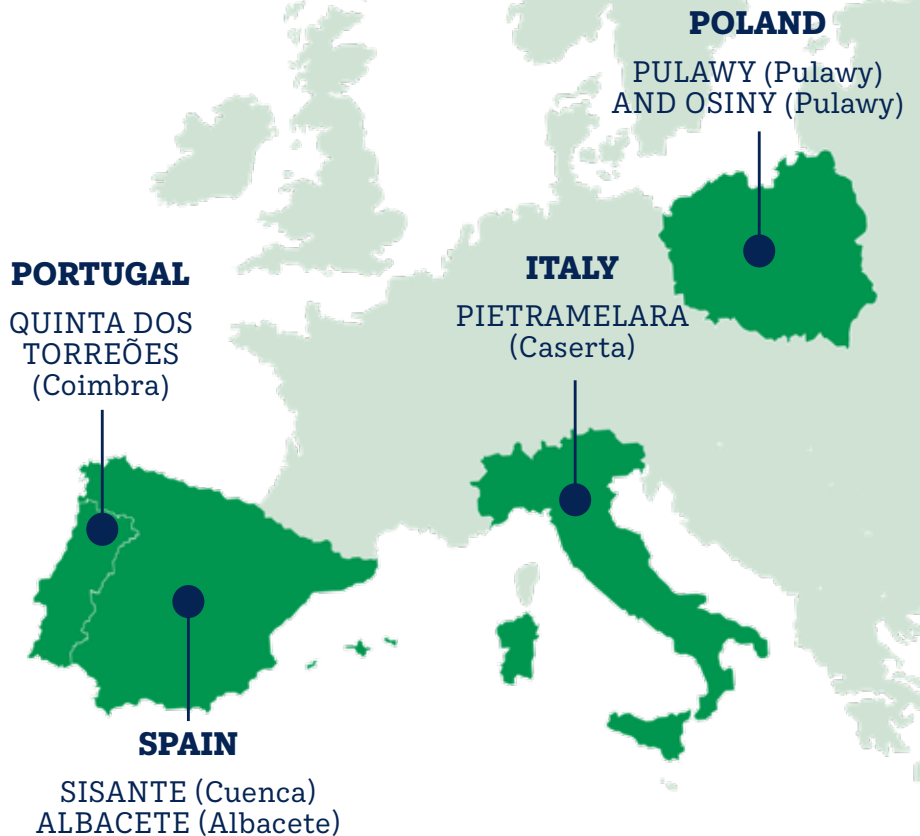 POLAND
PULAWY (Pulawy)
AND OSINY (Pulawy)
PORTUGAL
QUINTA DOS
TORREÕES
(Coimbra)
ITALY
PIETRAMELARA
(Caserta)
SPAIN
SISANTE (Cuenca)
ALBACETE (Albacete)